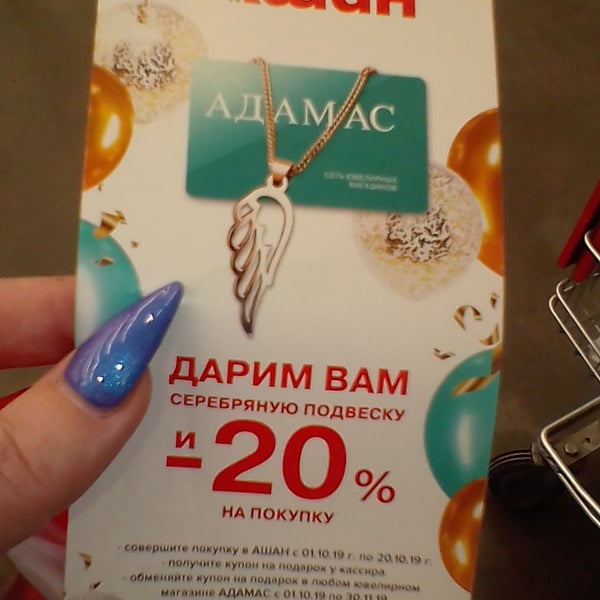 АДАМАС
СЕТЬ ЮВЕЛИРНЫХ
МАГАЗИНОВ
ДАРИМ ВАМ
СЕРЕБРЯНУЮ ПОДВЕСКУ
И
-20%
НА ПОКУПКУ
- совершите покупку в АШАН с 01.10.19 г. по 20.10.19 г.
- получите купон на подарок у кассира
- обменяйте купон на подарок в любом ювелирном
магазине АДАМАС с 01.10.19 по 30.11.19